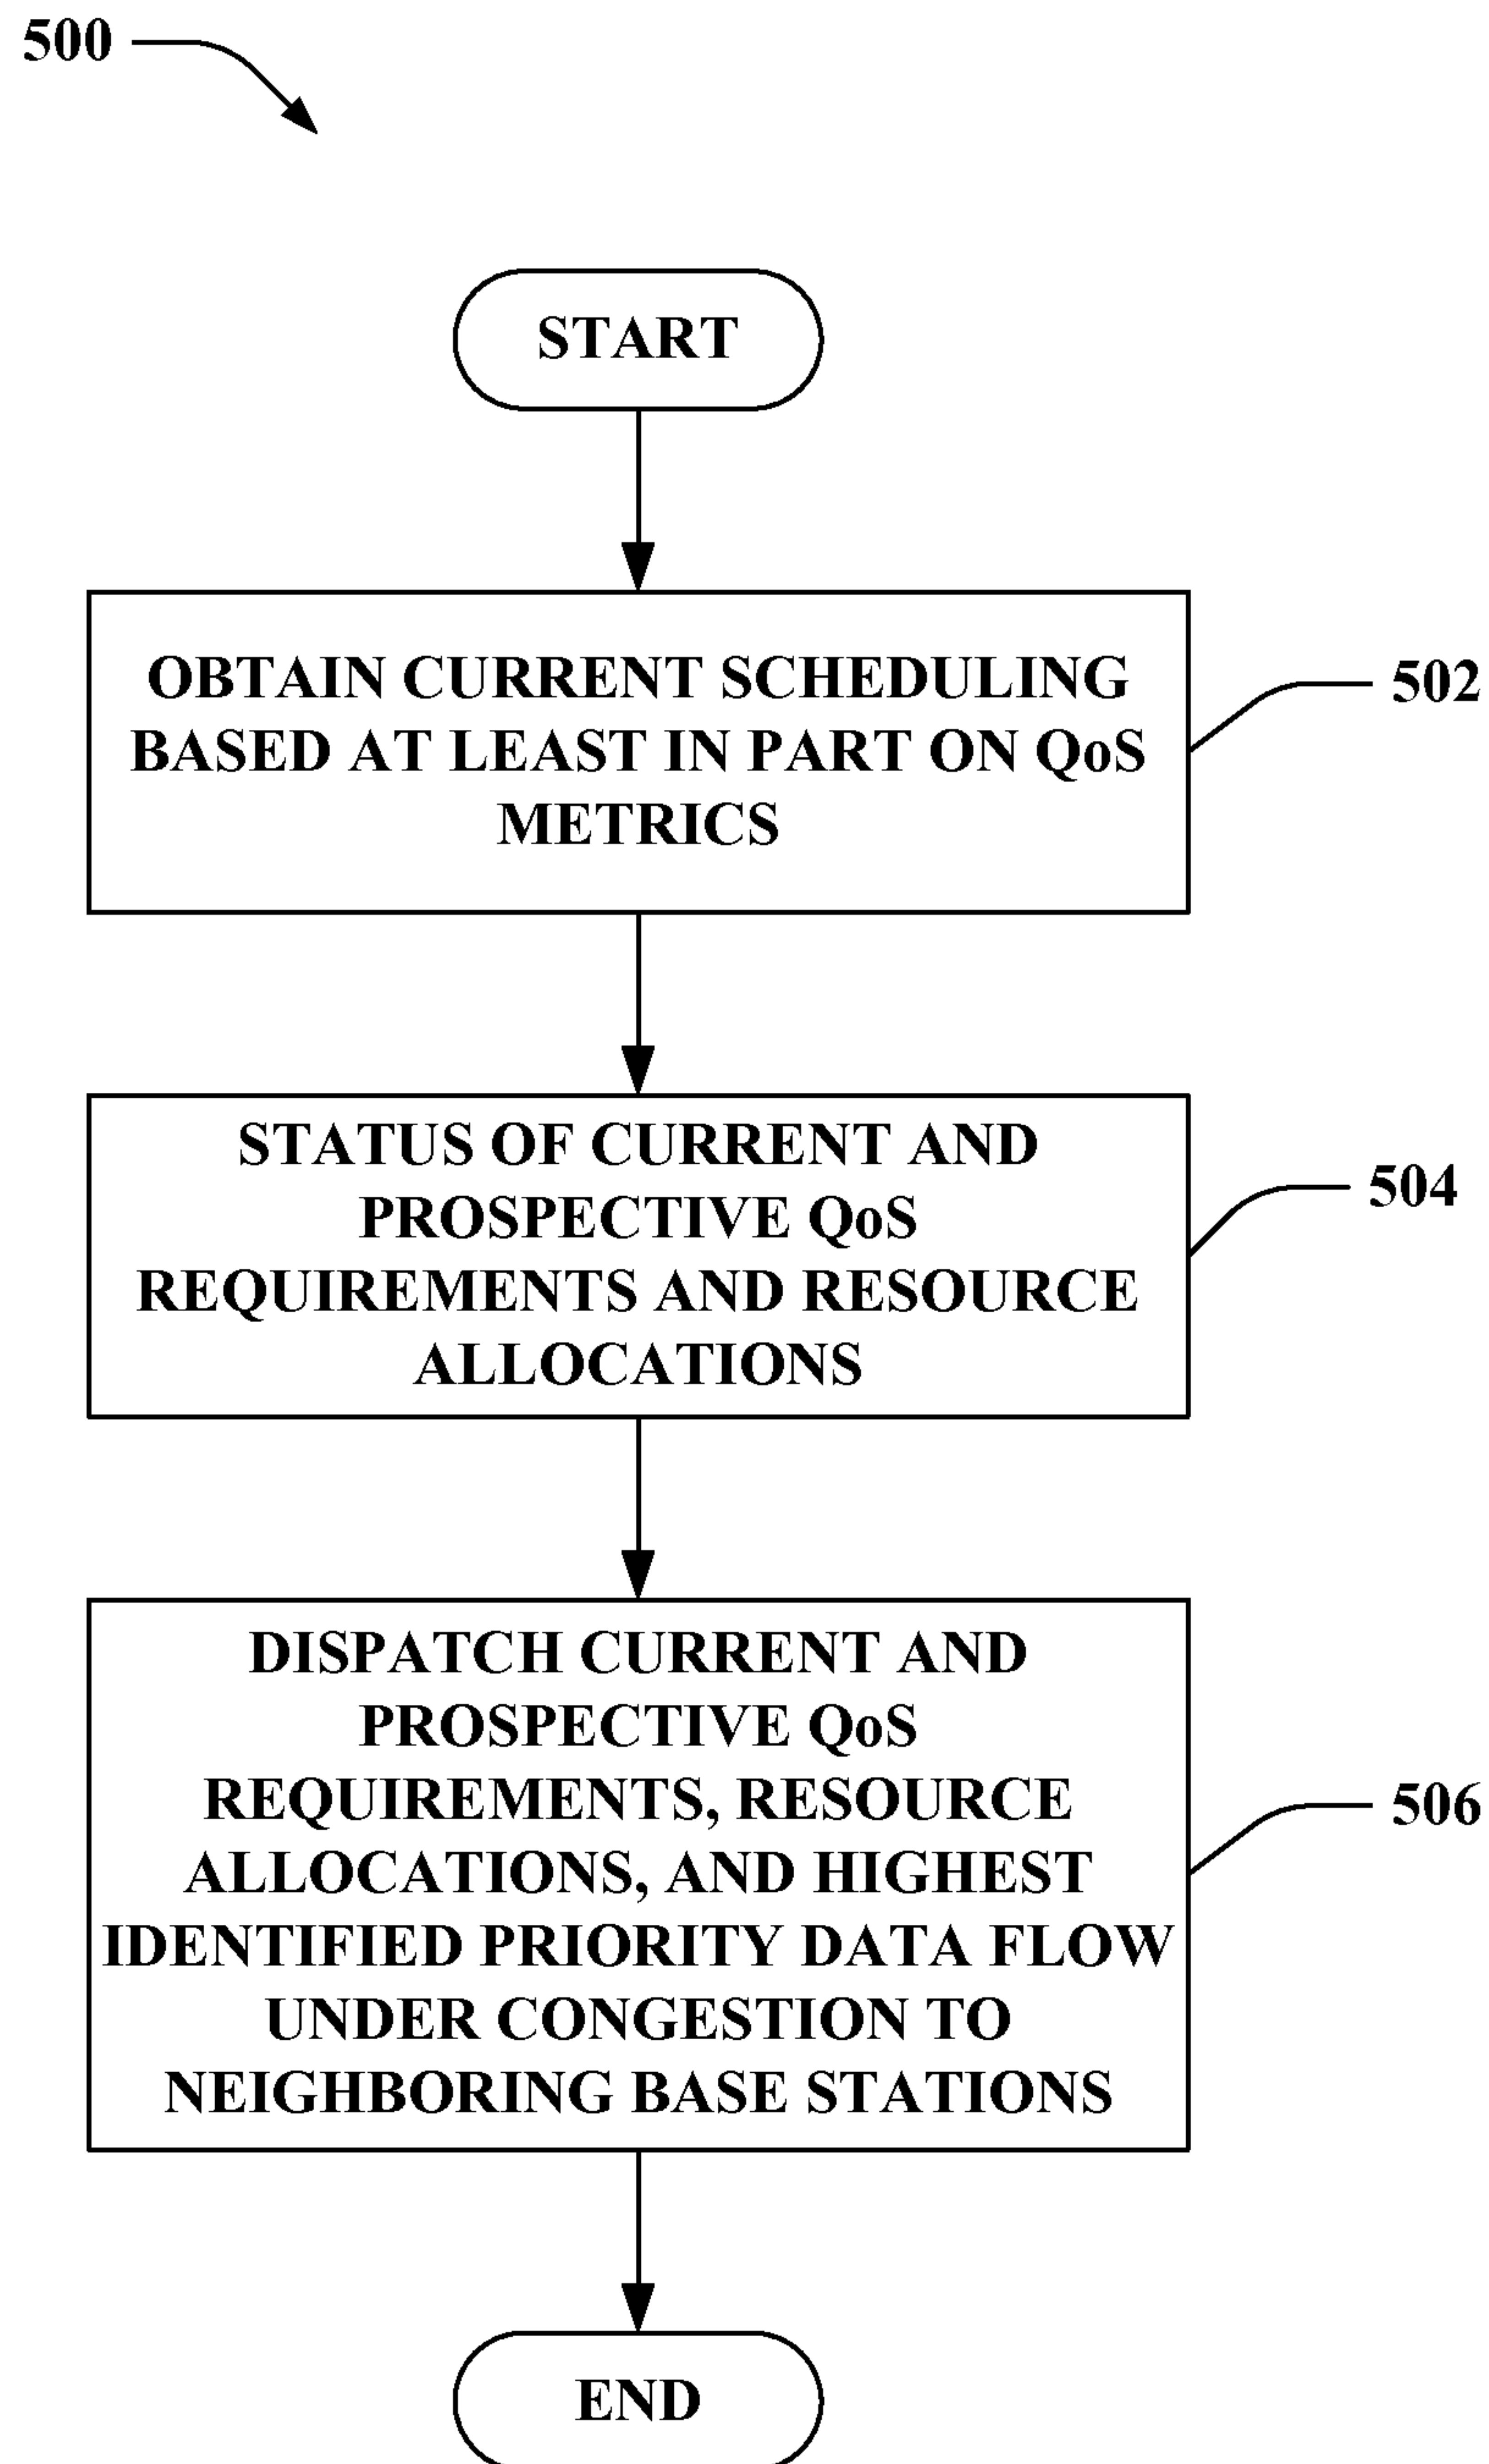 500
START
OBTAIN CURRENT SCHEDULING
BASED AT LEAST IN PART ON QoS
METRICS
502
STATUS OF CURRENT AND
PROSPECTIVE QoS
REQUIREMENTS AND RESOURCE
ALLOCATIONS
504
DISPATCH CURRENT AND
PROSPECTIVE QoS
REQUIREMENTS, RESOURCE
ALLOCATIONS, AND HIGHEST
IDENTIFIED PRIORITY DATA FLOW
UNDER CONGESTION TO
NEIGHBORING BASE STATIONS
506
END